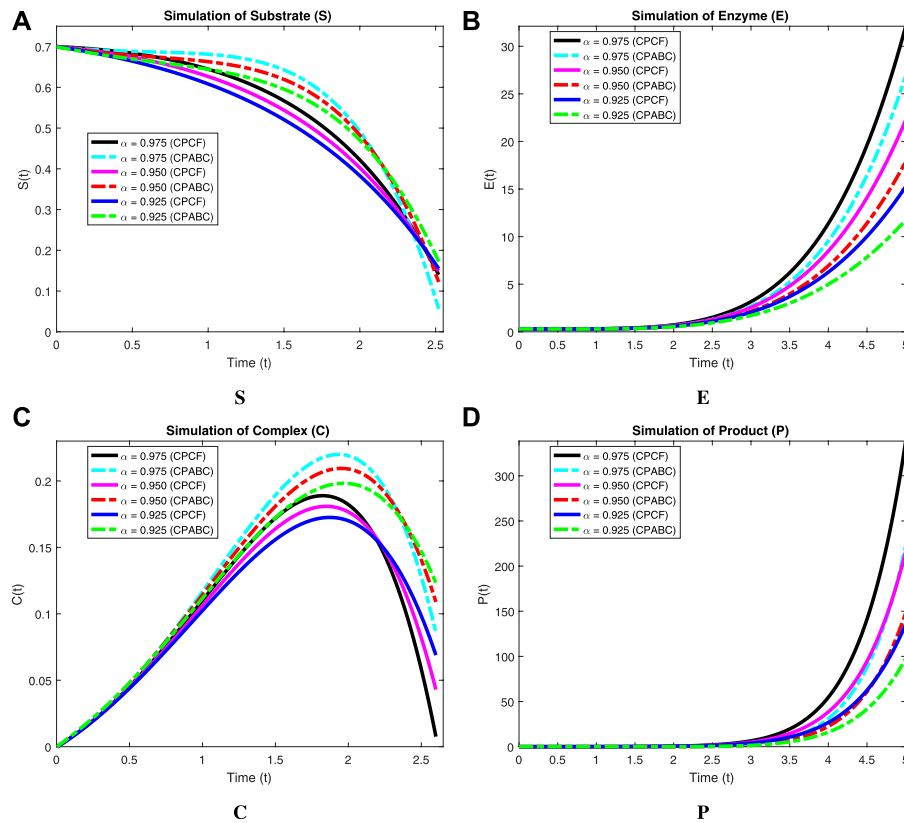 A
Simulation of Substrate (S)
0.7
0.6
0.5
0.4
0.3
0.2
0.1
0
S(t)
α = 0.975 (CPCF)
α = 0.975 (CPABC)
α = 0.950 (CPCF)
α = 0.950 (CPABC)
α = 0.925 (CPCF)
α = 0.925 (CPABC)
0 0.5 1 1.5 2 2.5
Time (t)
S
B
Simulation of Enzyme (E)
30
25
20
15
10
5
0
E(t)
α = 0.975 (CPCF)
α = 0.975 (CPABC)
α = 0.950 (CPCF)
α = 0.950 (CPABC)
α = 0.925 (CPCF)
α = 0.925 (CPABC)
0 0.5 1 1.5 2 2.5 3 3.5 4 4.5 5
Time (t)
E
C
Simulation of Complex (C)
0.2
0.15
0.1
0.05
0
C(t)
α = 0.975 (CPCF)
α = 0.975 (CPABC)
α = 0.950 (CPCF)
α = 0.950 (CPABC)
α = 0.925 (CPCF)
α = 0.925 (CPABC)
0 0.5 1 1.5 2 2.5
Time (t)
C
D
Simulation of Product (P)
300
250
200
150
100
50
0
P(t)
α = 0.975 (CPCF)
α = 0.975 (CPABC)
α = 0.950 (CPCF)
α = 0.950 (CPABC)
α = 0.925 (CPCF)
α = 0.925 (CPABC)
0 0.5 1 1.5 2 2.5 3 3.5 4 4.5 5
Time (t)
P